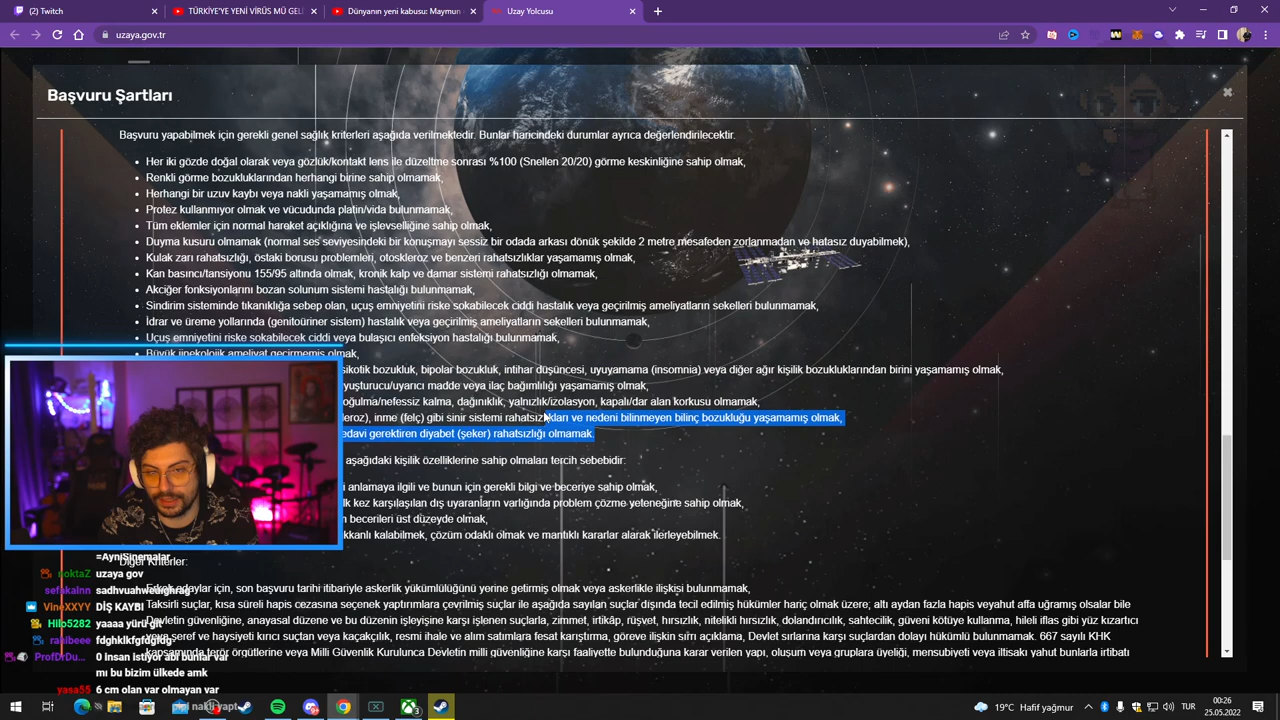 (2) Twitch
TÜRKİYE'YE YENİ VİRÜS MÜ GELİ
Dünyanın yeni kabusu: Maymun
Uzay Yolcusu
uzaya.gov.tr
Başvuru Şartları
Başvuru yapabilmek için gerekli genel sağlık kriterleri aşağıda verilmektedir. Bunlar haricindeki durumlar ayrıca değerlendirilecektir.
Her iki gözde doğal olarak veya gözlük/kontakt lens ile düzeltme sonrası %100 (Snellen 20/20) görme keskinliğine sahip olmak,
Renkli görme bozukluklarından herhangi birine sahip olmamak,
Herhangi bir uzuv kaybı veya nakli yaşamamış olmak,
Protez kullanmıyor olmak ve vücudunda platin/vida bulunmamak,
Tüm eklemler için normal hareket açıklığına ve işlevselliğine sahip olmak,
Duyma kusuru olmamak (normal ses seviyesindeki bir konuşmayı sessiz bir odada arkası dönük şekilde 2 metre mesafeden zorlanmadan ve hatasız duyabilmek),
Kulak zarı rahatsızlığı, östaki borusu problemleri, otoskleroz ve benzeri rahatsızlıklar yaşamamış olmak,
Kan basıncı/tansiyonu 155/95 altında olmak, kronik kalp ve damar sistemi rahatsızlığı olmamak,
Akciğer fonksiyonlarını bozan solunum sistemi hastalığı bulunmamak,
Sindirim sisteminde tıkanıklığa sebep olan, uçuş emniyetini riske sokabilecek ciddi hastalık veya geçirilmiş ameliyatların sekelleri bulunmamak,
İdrar ve üreme yollarında (genitoüriner sistem) hastalık veya geçirilmiş ameliyatların sekelleri bulunmamak,
Uçuş emniyetini riske sokabilecek ciddi veya bulaşıcı enfeksiyon hastalığı bulunmamak,
Büyük jinekolojik ameliyat geçirmemiş olmak,
sikotik bozukluk, bipolar bozukluk, intihar düşüncesi, uyuyamama (insomnia) veya diğer ağır kişilik bozukluklarından birini yaşamamış olmak,
yuşturucu/uyarıcı madde veya ilaç bağımlılığı yaşamamış olmak,
oğulma/nefessiz kalma, dağınıklık, yalnızlık/izolasyon, kapalı/dar alan korkusu olmamak,
eroz), inme (felç) gibi sinir sistemi rahatsızlıkları ve nedeni bilinmeyen bilinç bozukluğu yaşamamış olmak,
edavi gerektiren diyabet (şeker) rahatsızlığı olmamak.
aşağıdaki kişilik özelliklerine sahip olmaları tercih sebebidir:
i anlamaya ilgili ve bunun için gerekli bilgi ve beceriye sahip olmak,
lk kez karşılaşılan dış uyaranların varlığında problem çözme yeteneğine sahip olmak,
n becerileri üst düzeyde olmak,
kkanlı kalabilmek, çözüm odaklı olmak ve mantıklı kararlar alarak ilerleyebilmek.
=AyniSinemalar
Diğer Kriterler:
noktaZ uzaya gov
sefakalnn sadhvuahwedrghrağ
Erkek adaylar için, son başvuru tarihi itibariyle askerlik yükümlülüğünü yerine getirmiş olmak veya askerlikle ilişkisi bulunmamak,
VinoXXYY DİŞ KAYBI
Taksirli suçlar, kısa süreli hapis cezasına seçenek yaptırımlara çevrilmiş suçlar ile aşağıda sayılan suçlar dışında tecil edilmiş hükümler hariç olmak üzere; altı aydan fazla hapis veyahut affa uğramış olsalar bile
Hllo5282 yaaaa yürü git
Devletin güvenliğine, anayasal düzene ve bu düzenin işleyişine karşı işlenen suçlarla, zimmet, irtikâp, rüşvet, hırsızlık, nitelikli hırsızlık, dolandırıcılık, sahtecilik, güveni kötüye kullanma, hileli iflas gibi yüz kızartıcı
veya şeref ve haysiyeti kırıcı suçtan veya kaçakçılık, resmi ihale ve alım satımlara fesat karıştırma, göreve ilişkin sırrı açıklama, Devlet sırlarına karşı suçlardan dolayı hükümlü bulunmamak. 667 sayılı KHK
kapsamında terör örgütlerine veya Milli Güvenlik Kurulunca Devletin milli güvenliğine karşı faaliyette bulunduğuna karar verilen yapı, oluşum veya gruplara üyeliği, mensubiyeti veya iltisakı yahut bunlarla irtibatı
ProfDrDu... 0 insan istiyor abi bunlar var
mı bu bizim ülkede amk
yasa55 6 cm olan var olmayan var
19°C Hafif yağmur
TUR
00:26
25.05.2022